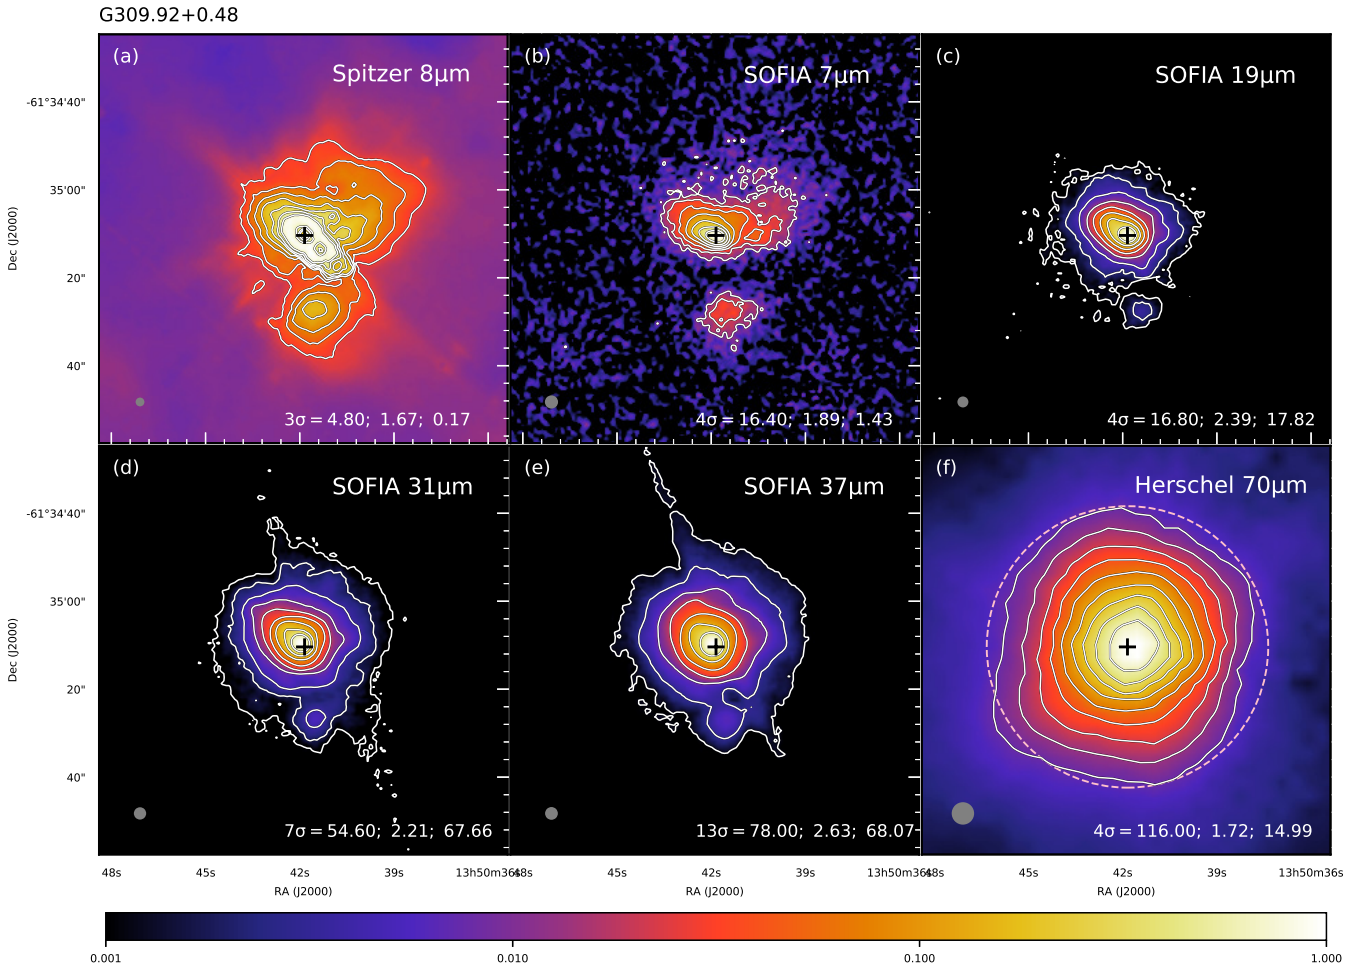 G309.92+0.48
(a)
Spitzer 8μm
3σ=4.80; 1.67; 0.17
(b)
SOFIA 7μm
4σ=16.40; 1.89; 1.43
(c)
SOFIA 19μm
4σ=16.80; 2.39; 17.82
-61°34'40"
35'00"
20"
40"
Dec (J2000)
(d)
SOFIA 31μm
7σ=54.60; 2.21; 67.66
(e)
SOFIA 37μm
13σ=78.00; 2.63; 68.07
(f)
Herschel 70μm
4σ=116.00; 1.72; 14.99
-61°34'40"
35'00"
20"
40"
Dec (J2000)
48s 45s 42s 39s 13h50m36s
48s 45s 42s 39s 13h50m36s
48s 45s 42s 39s 13h50m36s
RA (J2000) RA (J2000) RA (J2000)
0.001 0.010 0.100 1.000